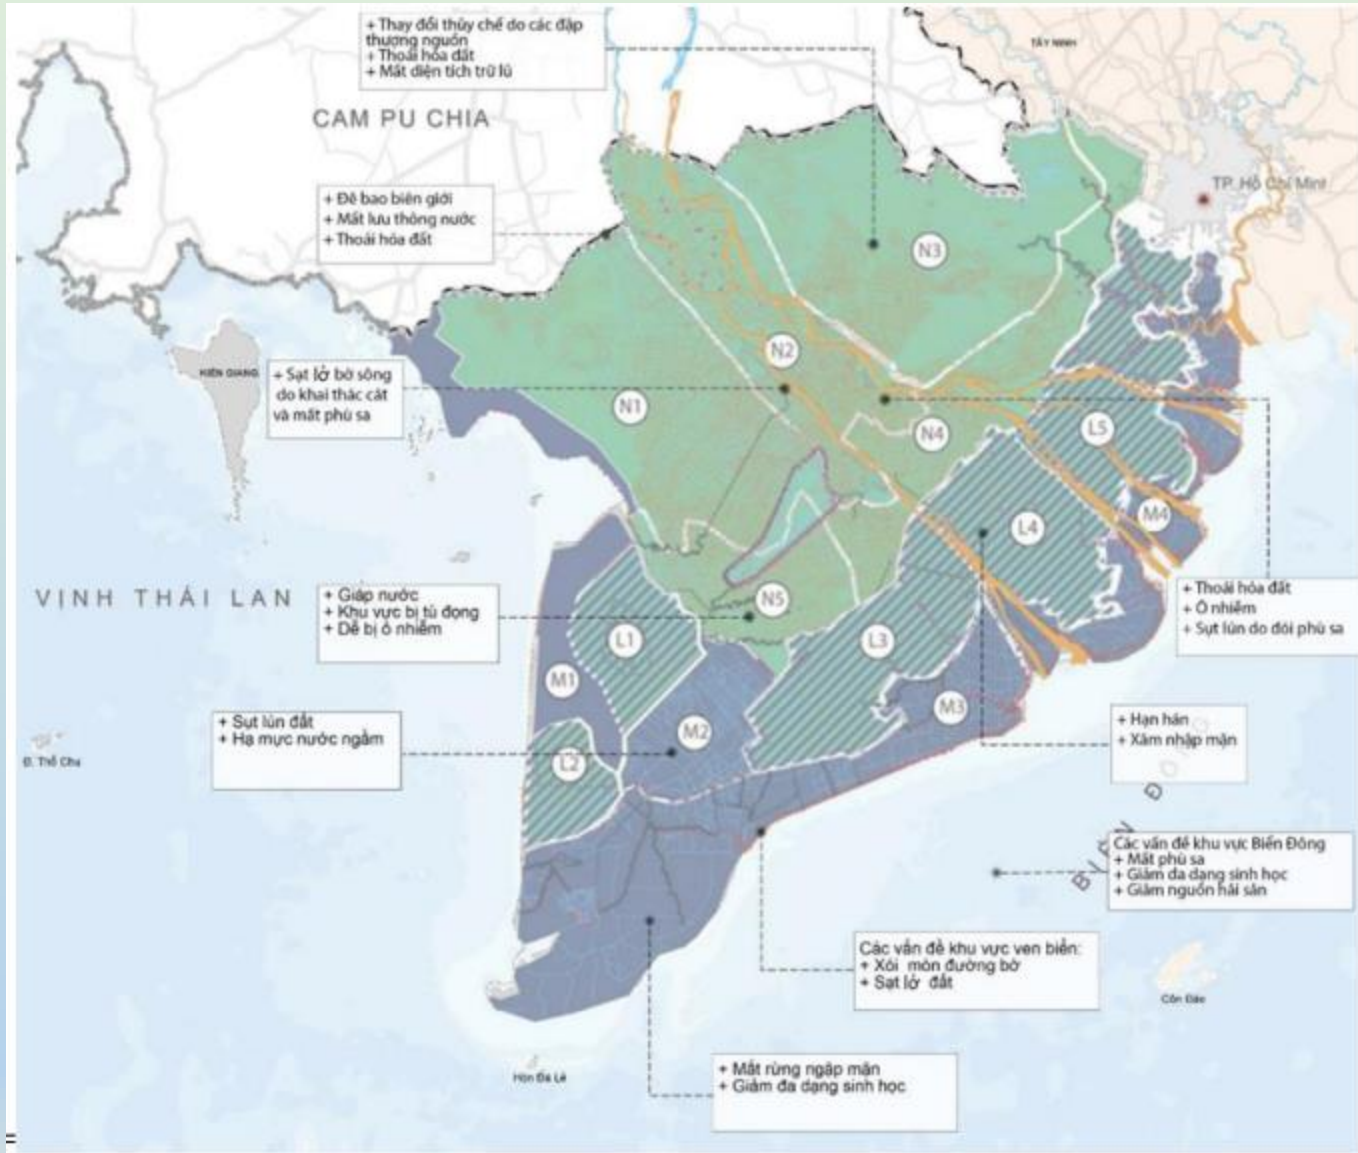 + Thay đổi thủy chế do các đập
thượng nguồn
+ Thoái hóa đất
+ Mất diện tích trữ lũ
TÂY NINH
CAM PU CHIA
TP. Hồ Chí Minh
+ Đê bao biên giới
+ Mất lưu thông nước
+ Thoái hóa đất
N3
N2
KIÊN GIANG
+ Sạt lở bờ sông
do khai thác cát
và mất phù sa
N1
N4
L5
M4
L4
VỊNH THÁI LAN
+ Giáp nước
+ Khu vực bị tù đọng
+ Dễ bị ô nhiễm
N5
+ Thoái hóa đất
+ Ô nhiễm
+ Sụt lún do đói phù sa
L1
L3
M1
M3
+ Sụt lún đất
+ Hạ mực nước ngầm
M2
+ Hạn hán
+ Xâm nhập mặn
L2
Đ. Thổ Chu
BIỂN ĐÔNG
Các vấn đề khu vực Biển Đông
+ Mất phù sa
+ Giảm đa dạng sinh học
+ Giảm nguồn hải sản
Các vấn đề khu vực ven biển:
+ Xói mòn đường bờ
+ Sạt lở đất
Côn Đảo
Hòn Đá Lẻ
+ Mất rừng ngập mặn
+ Giảm đa dạng sinh học